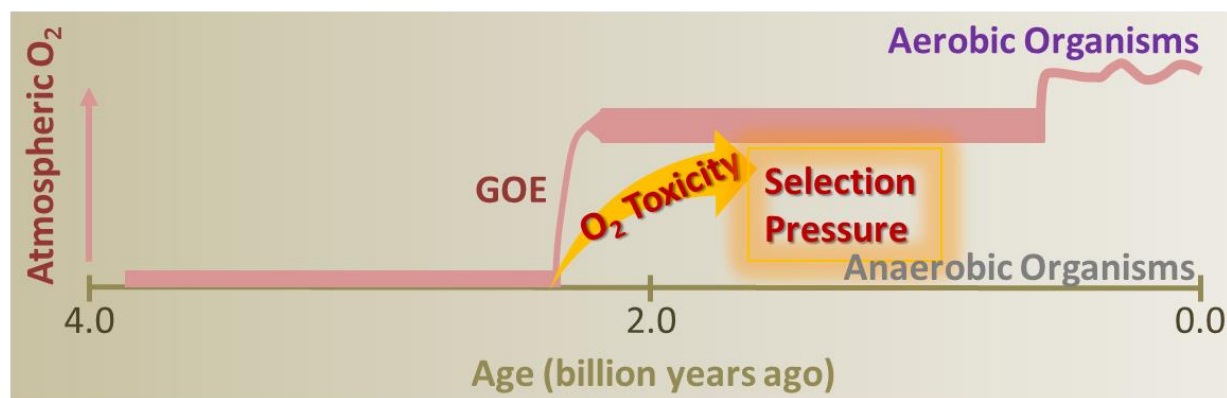 Atmospheric O₂
Aerobic Organisms
GOE
O₂ Toxicity
Selection
Pressure
Anaerobic Organisms
4.0
2.0
0.0
Age (billion years ago)